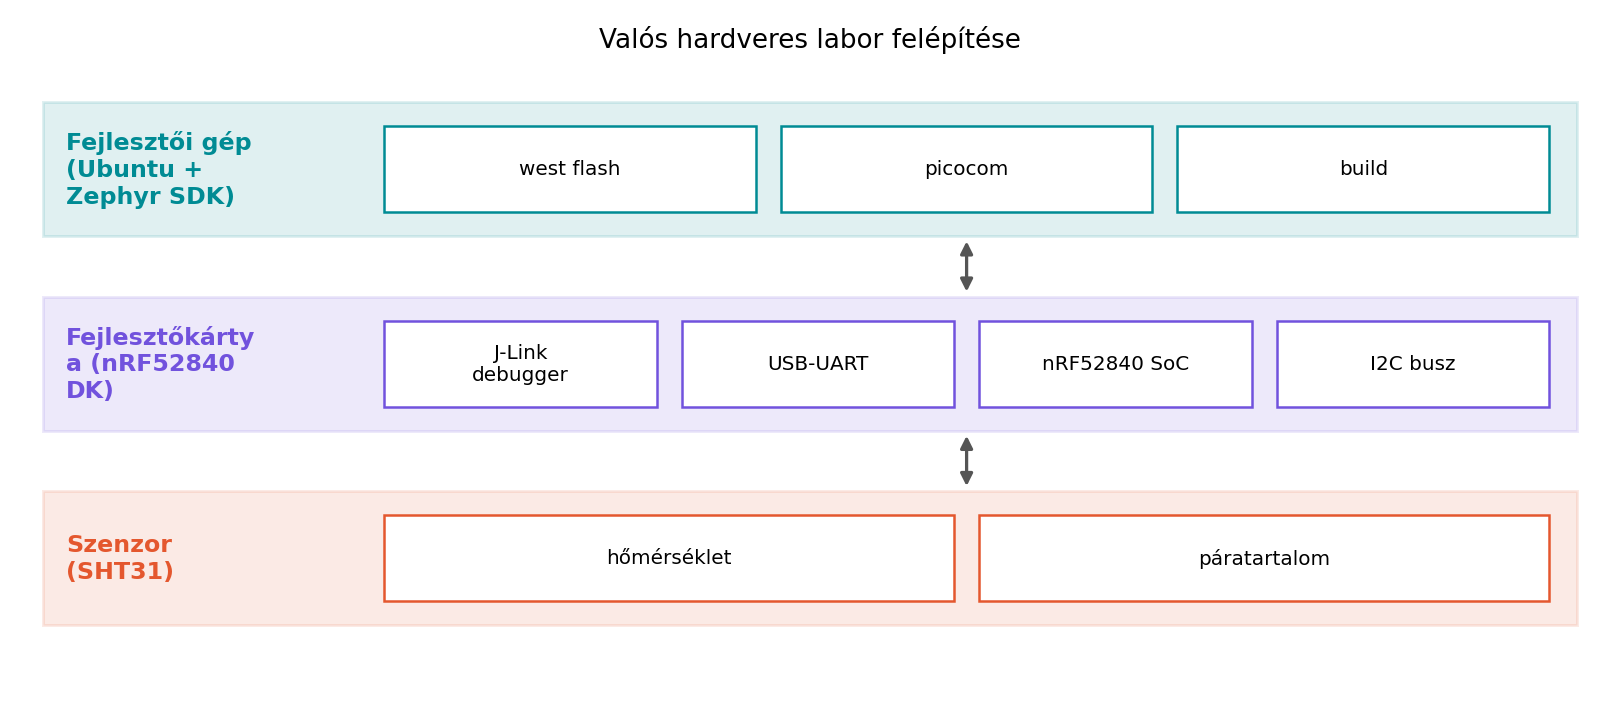 Valós hardveres labor felépítése
Fejlesztői gép
(Ubuntu +
Zephyr SDK)
west flash
picocom
build
Fejlesztőkárty
a (nRF52840
DK)
J-Link
debugger
USB-UART
nRF52840 SoC
I2C busz
Szenzor
(SHT31)
hőmérséklet
páratartalom